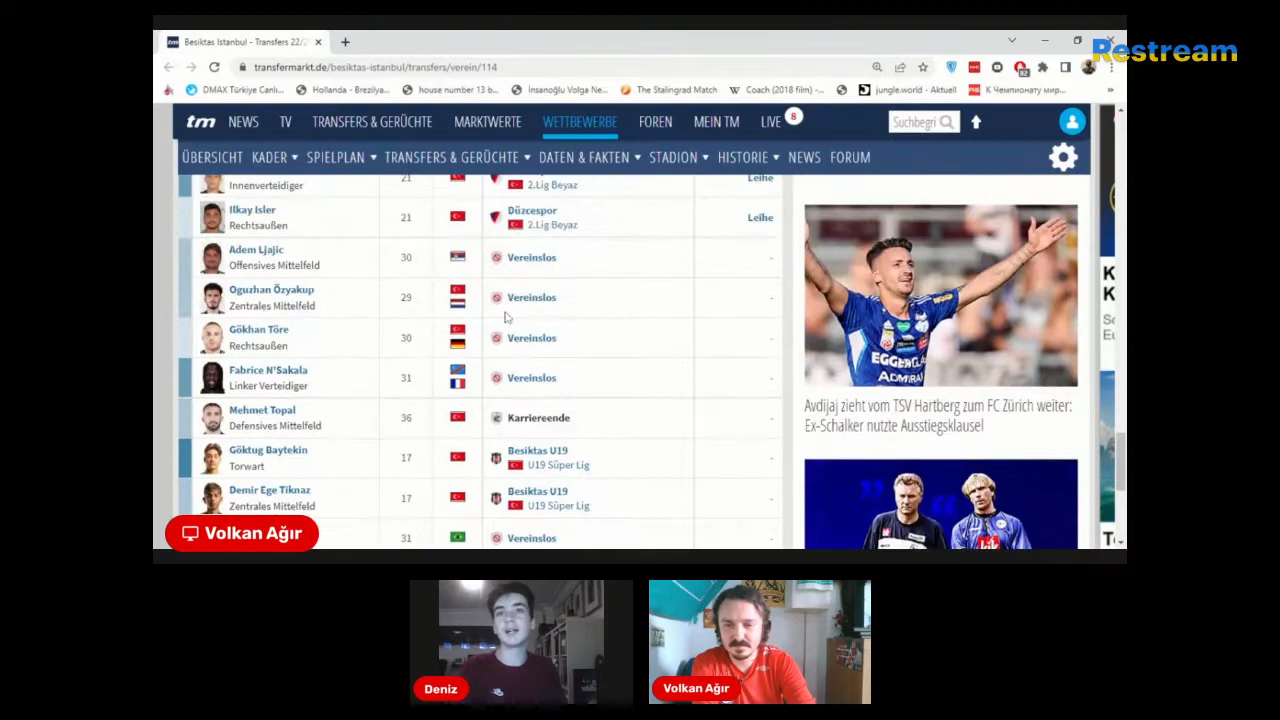 Restream
Besiktas Istanbul - Transfers 22/2
transfermarkt.de/besiktas-istanbul/transfers/verein/114
82
DMAX Türkiye Canlı...
Hollanda - Brezilya...
house number 13 b...
İnsanoğlu Volga Ne...
The Stalingrad Match
Coach (2018 film) -...
jungle.world - Aktuell
К Чемпионату мир...
tm NEWS TV TRANSFERS & GERÜCHTE MARKTWERTE WETTBEWERBE FOREN MEIN TM LIVE 8 Suchbegri
ÜBERSICHT KADER SPIELPLAN TRANSFERS & GERÜCHTE DATEN & FAKTEN STADION HISTORIE NEWS FORUM
Innenverteidiger 21 2.Lig Beyaz Leihe
Ilkay Isler
Rechtsaußen
21
Düzcespor
2.Lig Beyaz
Leihe
Adem Ljajic
Offensives Mittelfeld
30
Vereinslos
-
Oguzhan Özyakup
Zentrales Mittelfeld
29
Vereinslos
-
Gökhan Töre
Rechtsaußen
30
Vereinslos
-
Fabrice N'Sakala
Linker Verteidiger
31
Vereinslos
-
Mehmet Topal
Defensives Mittelfeld
36
Karriereende
-
Göktug Baytekin
Torwart
17
Besiktas U19
U19 Süper Lig
-
Demir Ege Tiknaz
Zentrales Mittelfeld
17
Besiktas U19
U19 Süper Lig
-
31
Vereinslos
-
EGGER GLA
ADMIRAL
Avdijaj zieht vom TSV Hartberg zum FC Zürich weiter:
Ex-Schalker nutzte Ausstiegsklausel
Volkan Ağır
Deniz
Volkan Ağır